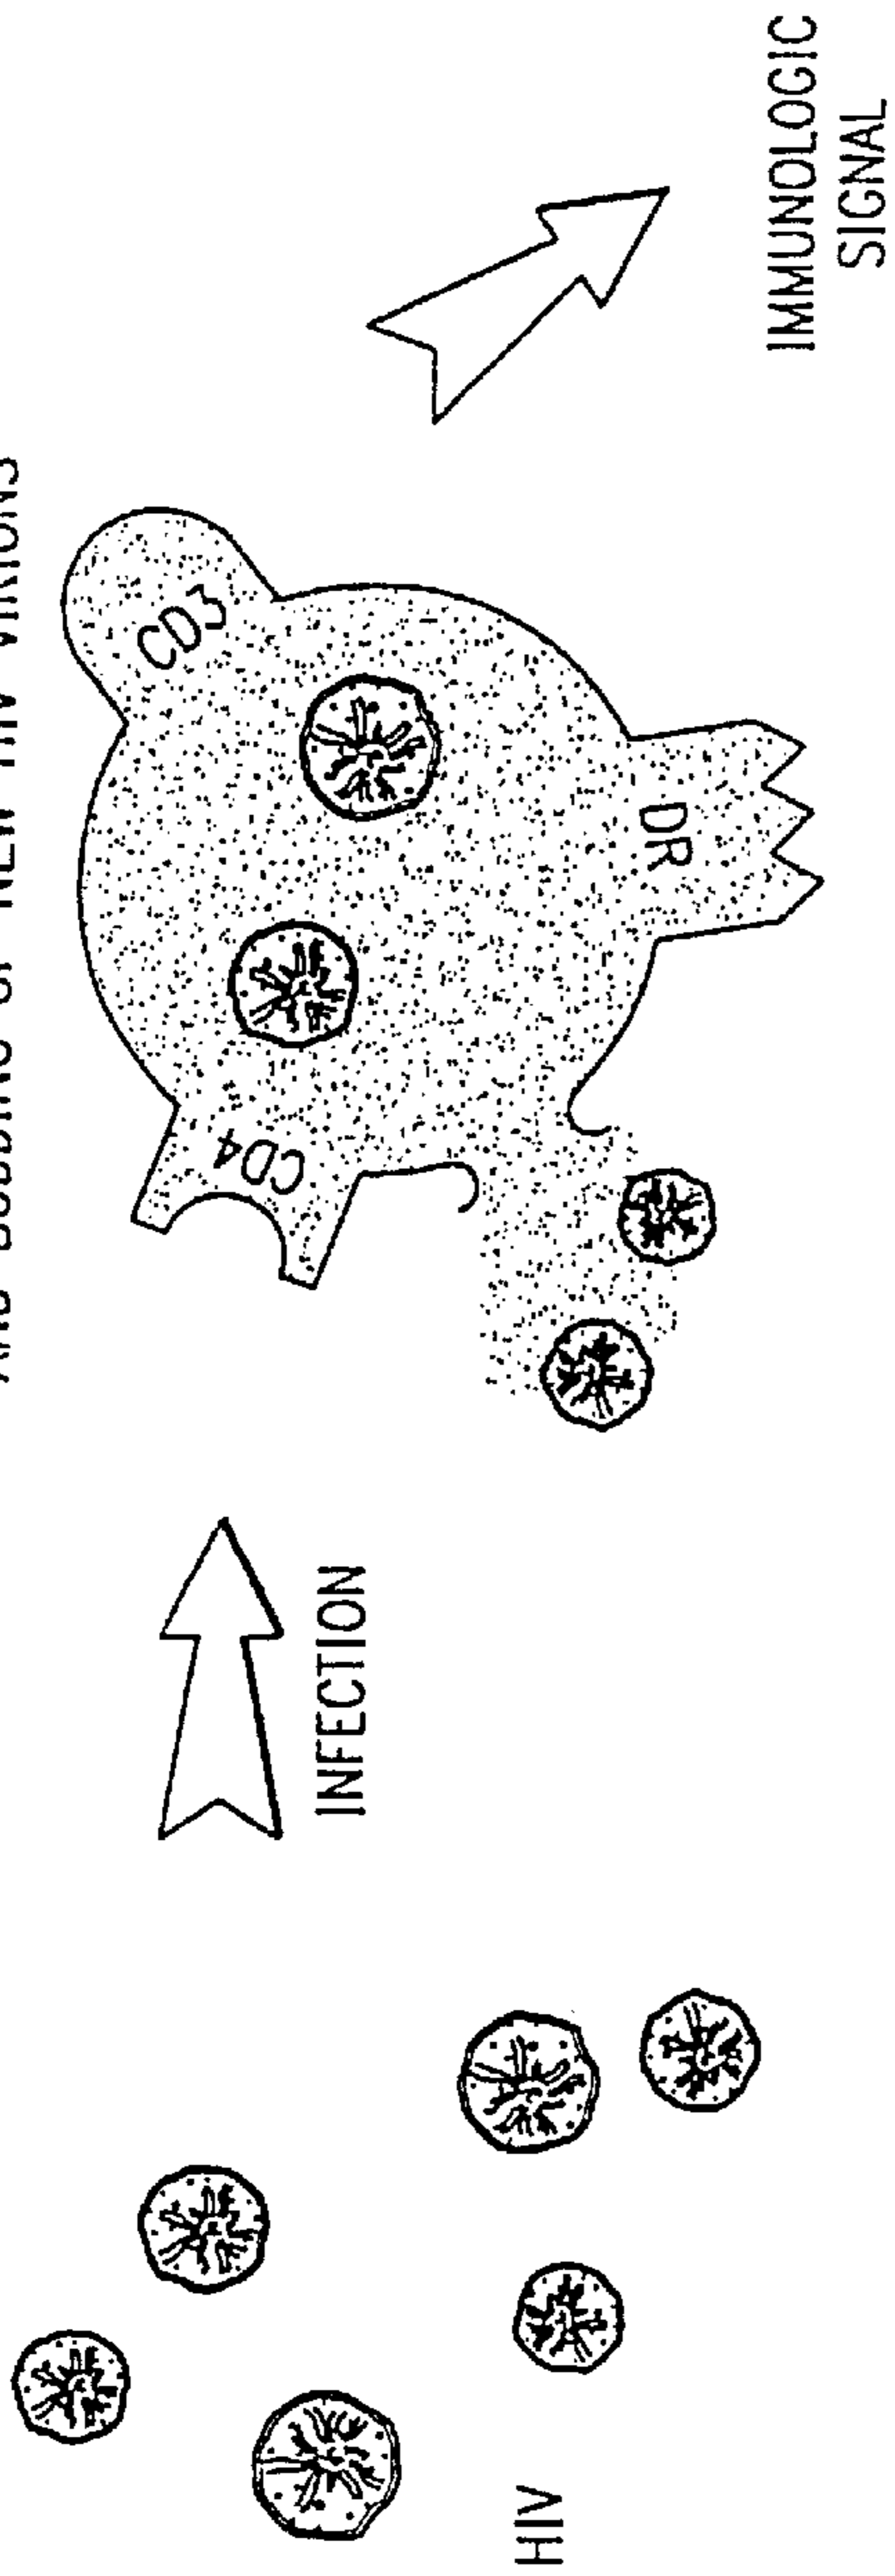 AND BUDDING OF NEW HIV VIRIONS
CD4
CD3
DR
HIV
INFECTION
IMMUNOLOGIC
SIGNAL